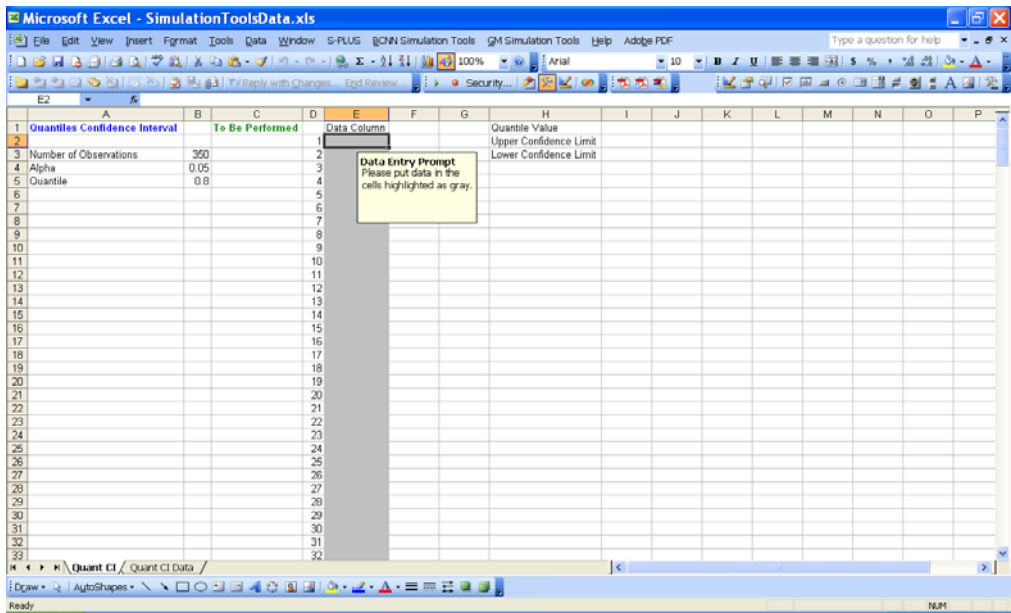 Microsoft Excel - SimulationToolsData.xls
File Edit View Insert Format Tools Data Window S-PLUS BCNN Simulation Tools GM Simulation Tools Help Adobe PDF Type a question for help
100% Arial 10 B I U $ % ,
Reply with Changes... End Review... Security...
E2 fx
A B C D E F G H I J K L M N O P
1 Quantiles Confidence Interval To Be Performed Data Column Quantile Value
2 1 Upper Confidence Limit
3 Number of Observations 350 2 Lower Confidence Limit
4 Alpha 0.05 3
5 Quantile 0.8 4
Data Entry Prompt
Please put data in the
cells highlighted as gray.
6 5
7 6
8 7
9 8
10 9
11 10
12 11
13 12
14 13
15 14
16 15
17 16
18 17
19 18
20 19
21 20
22 21
23 22
24 23
25 24
26 25
27 26
28 27
29 28
30 29
31 30
32 31
33 32
Quant CI / Quant CI Data /
Draw AutoShapes
Ready NUM